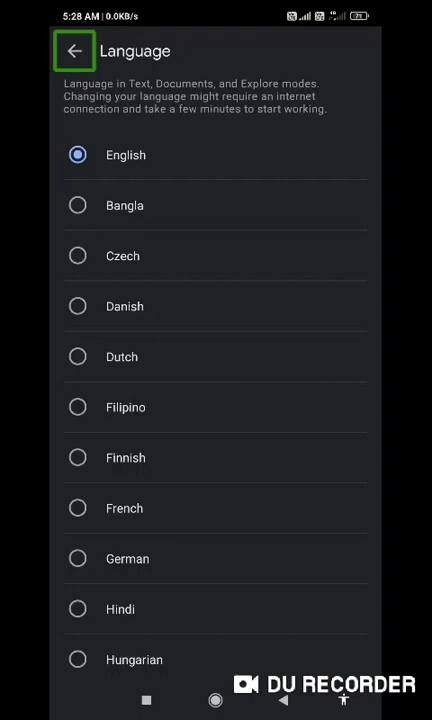 5:28 AM | 0.0KB/s
Language
Language in Text, Documents, and Explore modes.
Changing your language might require an internet
connection and take a few minutes to start working.
English
Bangla
Czech
Danish
Dutch
Filipino
Finnish
French
German
Hindi
Hungarian
DU RECORDER